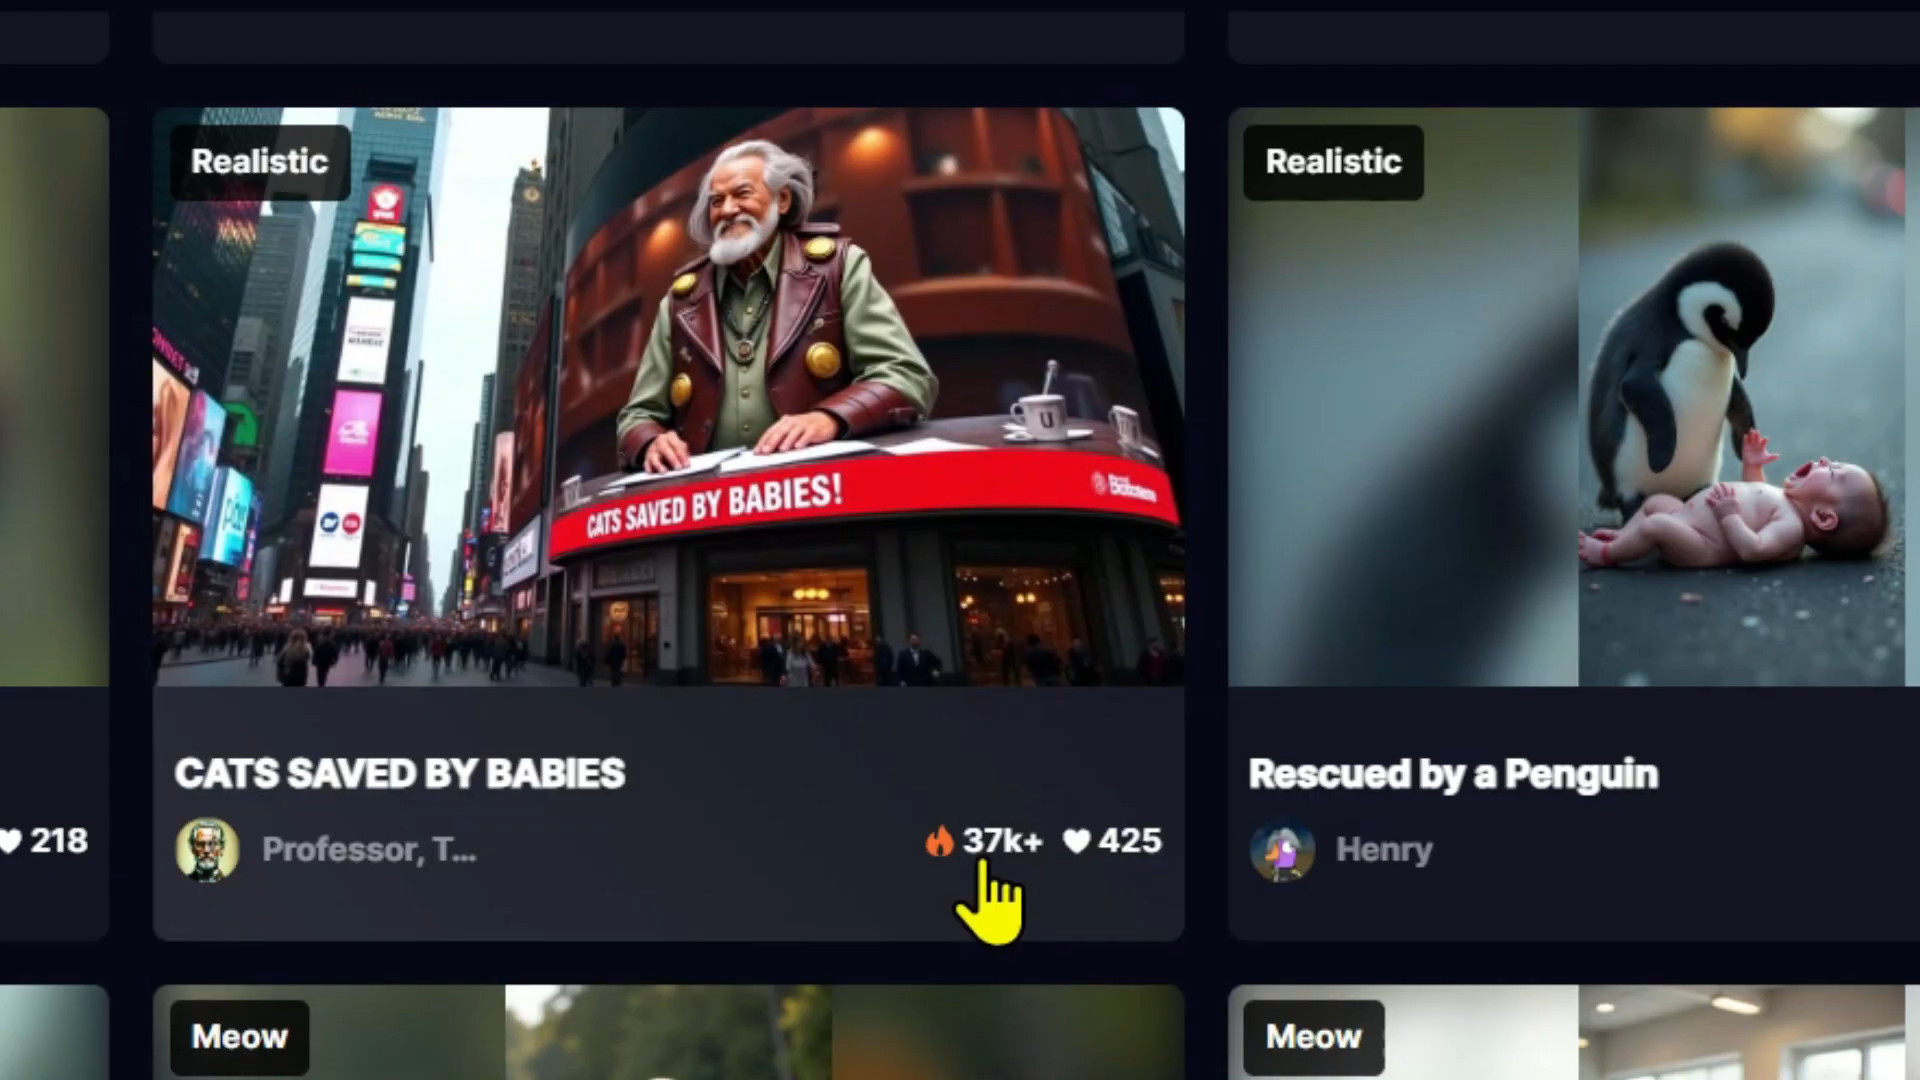 Realistic
CATS SAVED BY BABIES!
U
Realistic
CATS SAVED BY BABIES
Professor, T...
37k+
425
218
Rescued by a Penguin
Henry
Meow
Meow